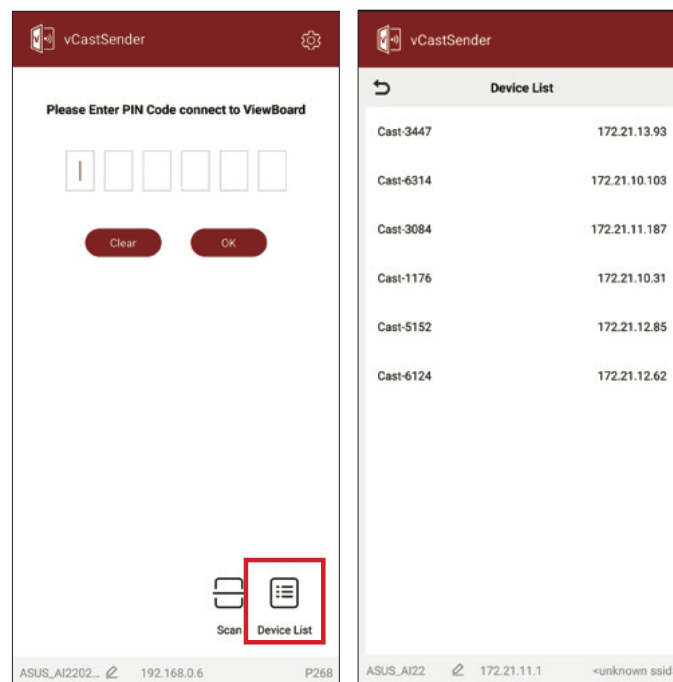 vCastSender
Please Enter PIN Code connect to ViewBoard
Clear
OK
Scan
Device List
ASUS_AI2202...
192.168.0.6
P268
vCastSender
Device List
Cast-3447 172.21.13.93
Cast-6314 172.21.10.103
Cast-3084 172.21.11.187
Cast-1176 172.21.10.31
Cast-5152 172.21.12.85
Cast-6124 172.21.12.62
ASUS_AI22 172.21.11.1 <unknown ssid